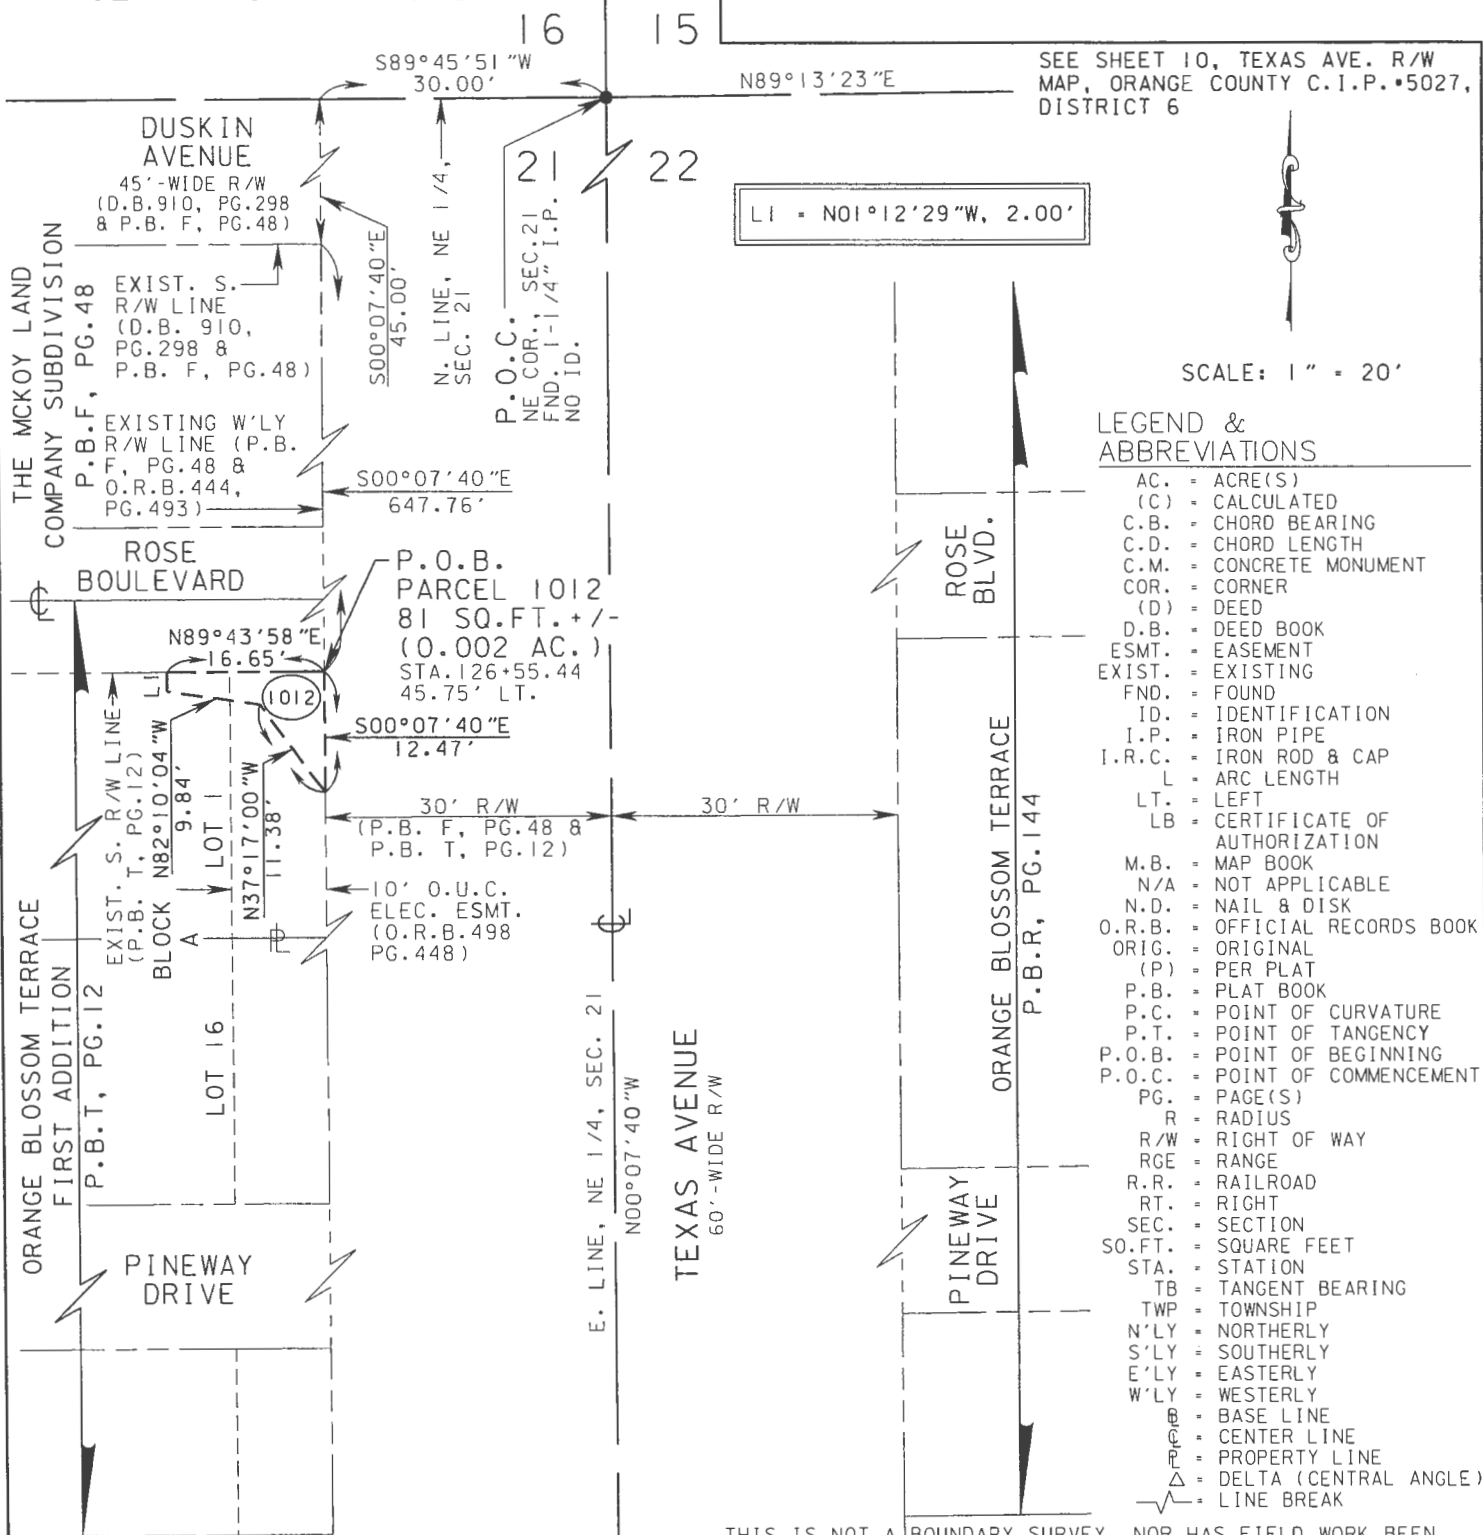 16
15
S89°45'51"W
30.00'
N89°13'23"E
SEE SHEET 10, TEXAS AVE. R/W
MAP, ORANGE COUNTY C.I.P.•5027,
DISTRICT 6
DUSKIN
AVENUE
45'-WIDE R/W
(D.B.910, PG.298
& P.B. F, PG.48)
21
22
L1 = N01°12'29"W, 2.00'
S00°07'40"E
45.00'
N. LINE, NE 1/4,
SEC. 21
P.O.C.
NE COR., SEC.21
FND. 1-1/4" I.P.
NO ID.
THE MCKOY LAND
COMPANY SUBDIVISION
P.B.F, PG.48
EXIST. S.
R/W LINE
(D.B. 910,
PG.298 &
P.B. F, PG.48)
SCALE: 1" = 20'
EXISTING W'LY
R/W LINE (P.B.
F, PG.48 &
O.R.B.444,
PG.493)
S00°07'40"E
647.76'
ROSE
BOULEVARD
ROSE
BLVD.
P.O.B.
PARCEL 1012
81 SQ.FT.+/-
(0.002 AC.)
STA.126+55.44
45.75' LT.
N89°43'58"E
16.65'
L1
1012
S00°07'40"E
12.47'
EXIST. S. R/W LINE
(P.B. T, PG.12)
N82°10'04"W
9.84'
LOT 1
N37°17'00"W
11.38'
BLOCK
A
30' R/W
(P.B. F, PG.48 &
P.B. T, PG.12)
30' R/W
10' O.U.C.
ELEC. ESMT.
(O.R.B.498
PG.448)
ORANGE BLOSSOM TERRACE
FIRST ADDITION
P.B.T, PG.12
LOT 16
E. LINE, NE 1/4, SEC. 21
N00°07'40"W
TEXAS AVENUE
60'-WIDE R/W
ORANGE BLOSSOM TERRACE
P.B.R, PG.144
PINEWAY
DRIVE
PINEWAY
DRIVE
LEGEND &
ABBREVIATIONS
AC. = ACRE(S)
(C) = CALCULATED
C.B. = CHORD BEARING
C.D. = CHORD LENGTH
C.M. = CONCRETE MONUMENT
COR. = CORNER
(D) = DEED
D.B. = DEED BOOK
ESMT. = EASEMENT
EXIST. = EXISTING
FND. = FOUND
ID. = IDENTIFICATION
I.P. = IRON PIPE
I.R.C. = IRON ROD & CAP
L = ARC LENGTH
LT. = LEFT
LB = CERTIFICATE OF
AUTHORIZATION
M.B. = MAP BOOK
N/A = NOT APPLICABLE
N.D. = NAIL & DISK
O.R.B. = OFFICIAL RECORDS BOOK
ORIG. = ORIGINAL
(P) = PER PLAT
P.B. = PLAT BOOK
P.C. = POINT OF CURVATURE
P.T. = POINT OF TANGENCY
P.O.B. = POINT OF BEGINNING
P.O.C. = POINT OF COMMENCEMENT
PG. = PAGE(S)
R = RADIUS
R/W = RIGHT OF WAY
RGE = RANGE
R.R. = RAILROAD
RT. = RIGHT
SEC. = SECTION
SQ.FT. = SQUARE FEET
STA. = STATION
TB = TANGENT BEARING
TWP = TOWNSHIP
N'LY = NORTHERLY
S'LY = SOUTHERLY
E'LY = EASTERLY
W'LY = WESTERLY
= BASE LINE
= CENTER LINE
= PROPERTY LINE
△ = DELTA (CENTRAL ANGLE)
= LINE BREAK
THIS IS NOT A BOUNDARY SURVEY, NOR HAS FIELD WORK BEEN